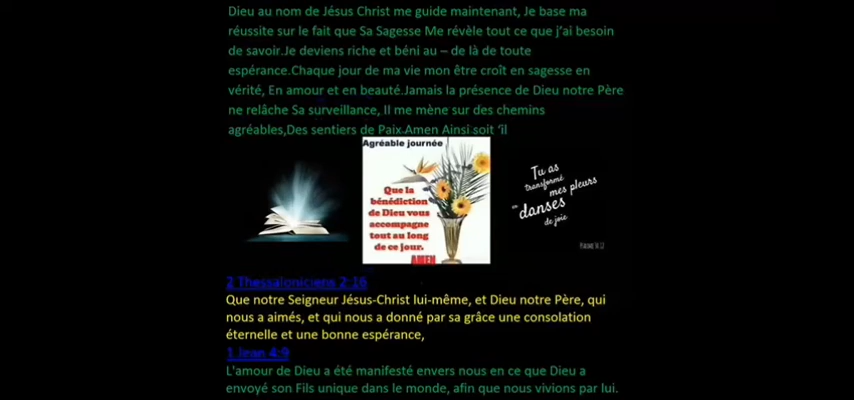 Dieu au nom de Jésus Christ me guide maintenant, Je base ma
réussite sur le fait que Sa Sagesse Me révèle tout ce que j'ai besoin
de savoir.Je deviens riche et béni au – de là de toute
espérance.Chaque jour de ma vie mon être croît en sagesse en
vérité, En amour et en beauté.Jamais la présence de Dieu notre Père
ne relâche Sa surveillance, Il me mène sur des chemins
agréables,Des sentiers de Paix.Amen Ainsi soit 'il
Agréable journée
Que la
bénédiction
de Dieu vous
accompagne
tout au long
de ce jour.
AMEN
Tu as
transformé
mes pleurs
en
danses
de joie
PSAUME 30.12
2 Thessaloniciens 2:16
Que notre Seigneur Jésus-Christ lui-même, et Dieu notre Père, qui
nous a aimés, et qui nous a donné par sa grâce une consolation
éternelle et une bonne espérance,
1 Jean 4:9
L'amour de Dieu a été manifesté envers nous en ce que Dieu a
envoyé son Fils unique dans le monde, afin que nous vivions par lui.